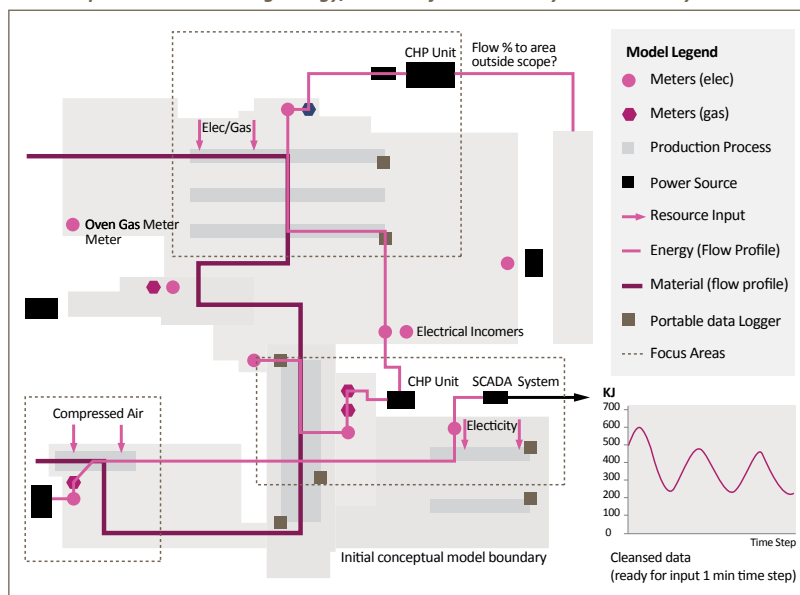 CHP Unit
Flow % to area
outside scope?
Elec/Gas
Oven Gas Meter
Meter
Electrical Incomers
CHP Unit
SCADA System
Electicity
Compressed Air
Initial conceptual model boundary
Model Legend
Meters (elec)
Meters (gas)
Production Process
Power Source
Resource Input
Energy (Flow Profile)
Material (flow profile)
Portable data Logger
Focus Areas
KJ
700
600
500
400
300
200
100
0
Time Step
Cleansed data
(ready for input 1 min time step)